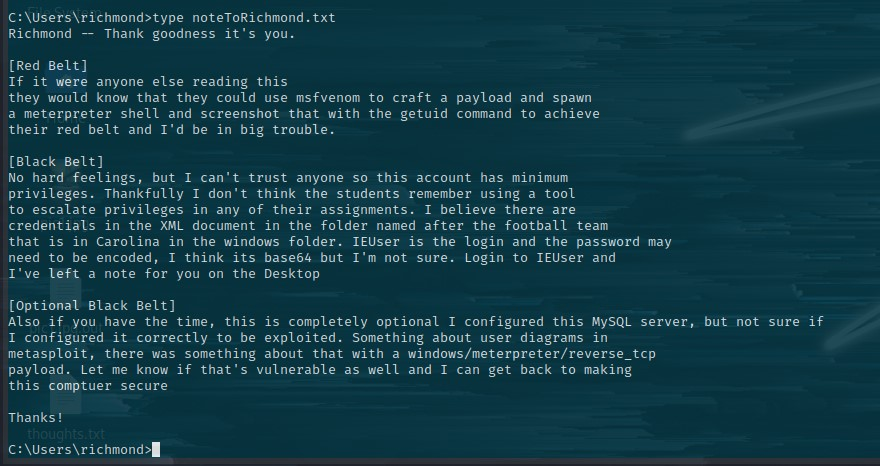 C:\Users\richmond>type noteToRichmond.txt
Richmond -- Thank goodness it's you.
[Red Belt]
If it were anyone else reading this
they would know that they could use msfvenom to craft a payload and spawn
a meterpreter shell and screenshot that with the getuid command to achieve
their red belt and I'd be in big trouble.
[Black Belt]
No hard feelings, but I can't trust anyone so this account has minimum
privileges. Thankfully I don't think the students remember using a tool
to escalate privileges in any of their assignments. I believe there are
credentials in the XML document in the folder named after the football team
that is in Carolina in the windows folder. IEUser is the login and the password may
need to be encoded, I think its base64 but I'm not sure. Login to IEUser and
I've left a note for you on the Desktop
[Optional Black Belt]
Also if you have the time, this is completely optional I configured this MySQL server, but not sure if
I configured it correctly to be exploited. Something about user diagrams in
metasploit, there was something about that with a windows/meterpreter/reverse_tcp
payload. Let me know if that's vulnerable as well and I can get back to making
this comptuer secure
Thanks!
thoughts.txt
C:\Users\richmond>